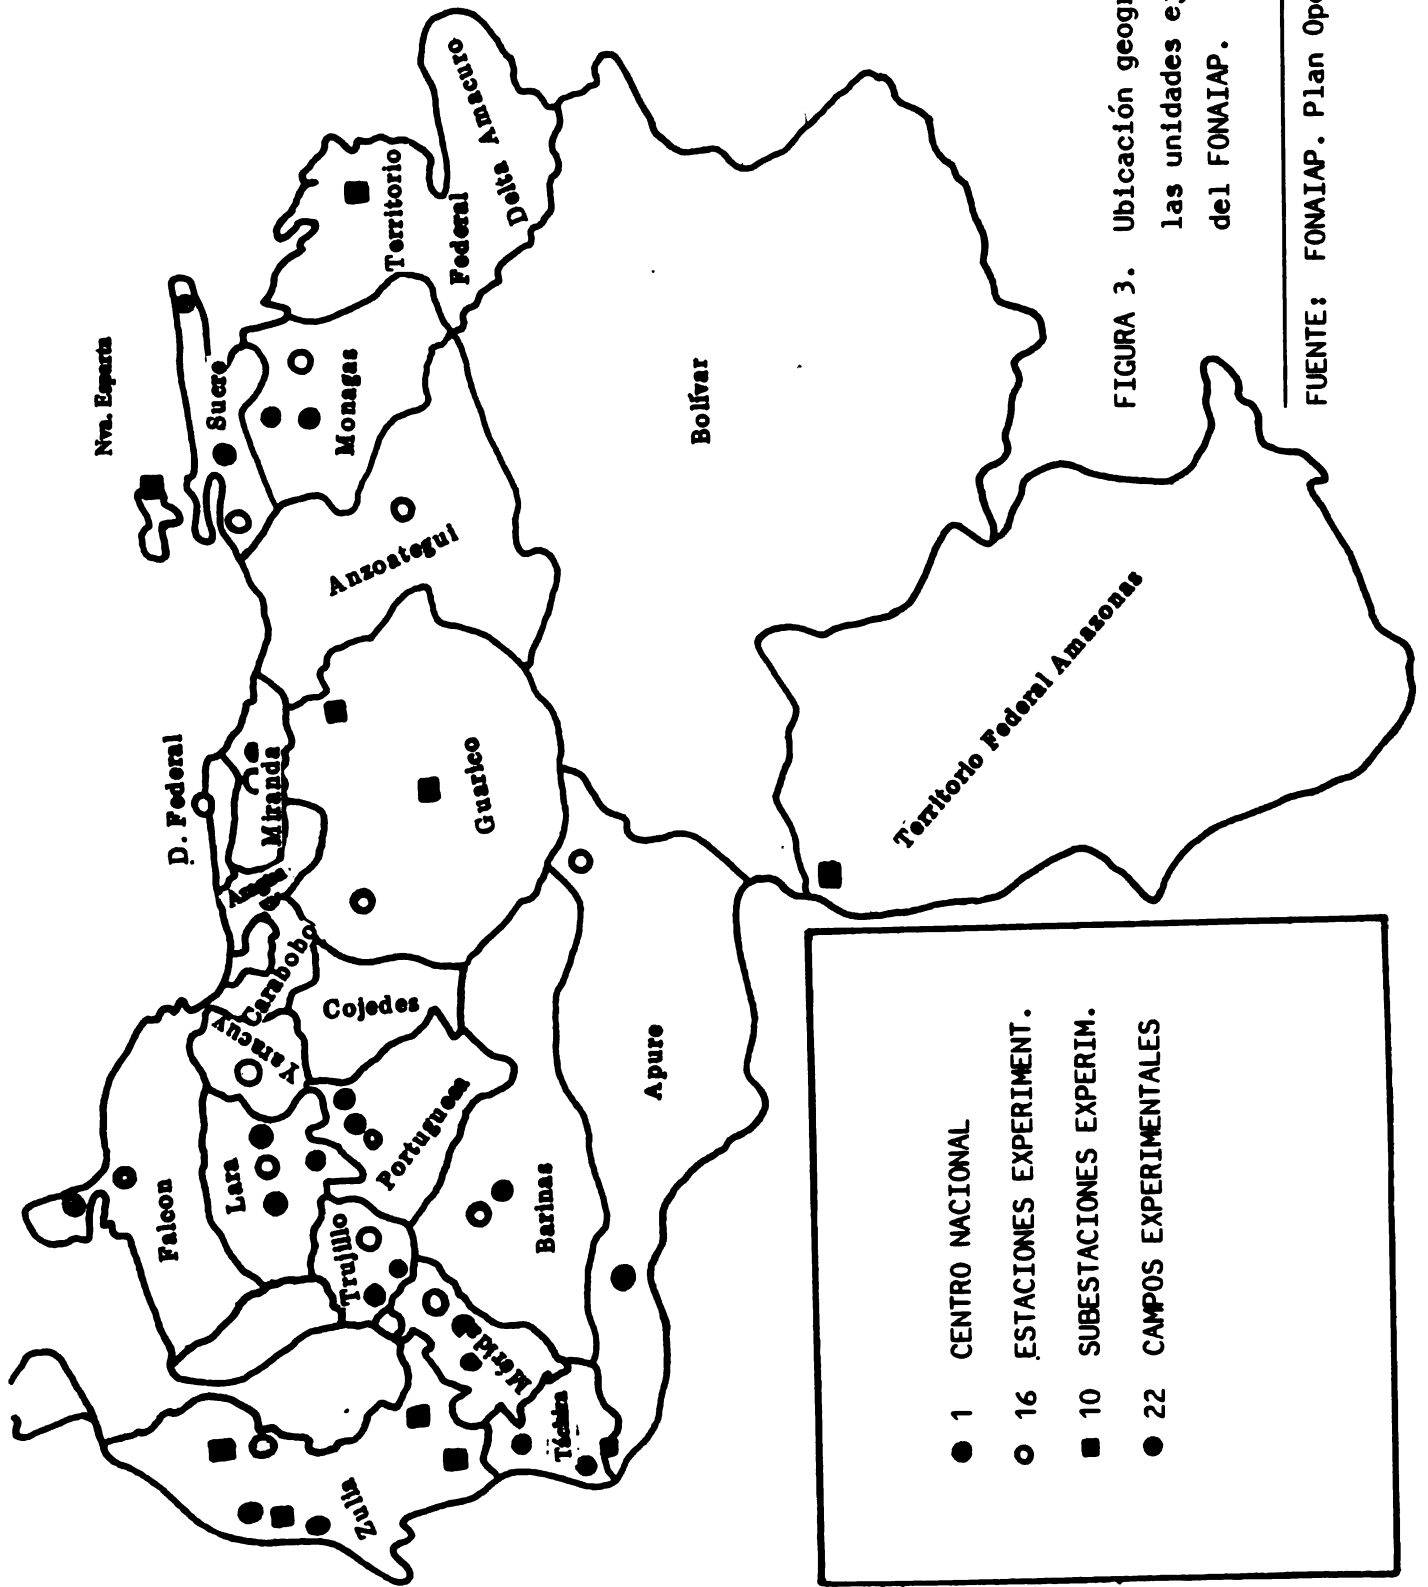 Nva. Esparta
D. Federal
Falcon
Lara
Yaracuy
Carabobo
Miranda
Sucre
Zulia
Trujillo
Cojedes
Guarico
Anzoategui
Monagas
Territorio
Federal
Delta Amacuro
Mérida
Portuguesa
Táchira
Barinas
Apure
Bolívar
Territorio Federal Amazonas
● 1 CENTRO NACIONAL
○ 16 ESTACIONES EXPERIMENT.
■ 10 SUBESTACIONES EXPERIM.
● 22 CAMPOS EXPERIMENTALES
FIGURA 3. Ubicación geogr
las unidades e
del FONAIAP.
FUENTE: FONAIAP. Plan Ope